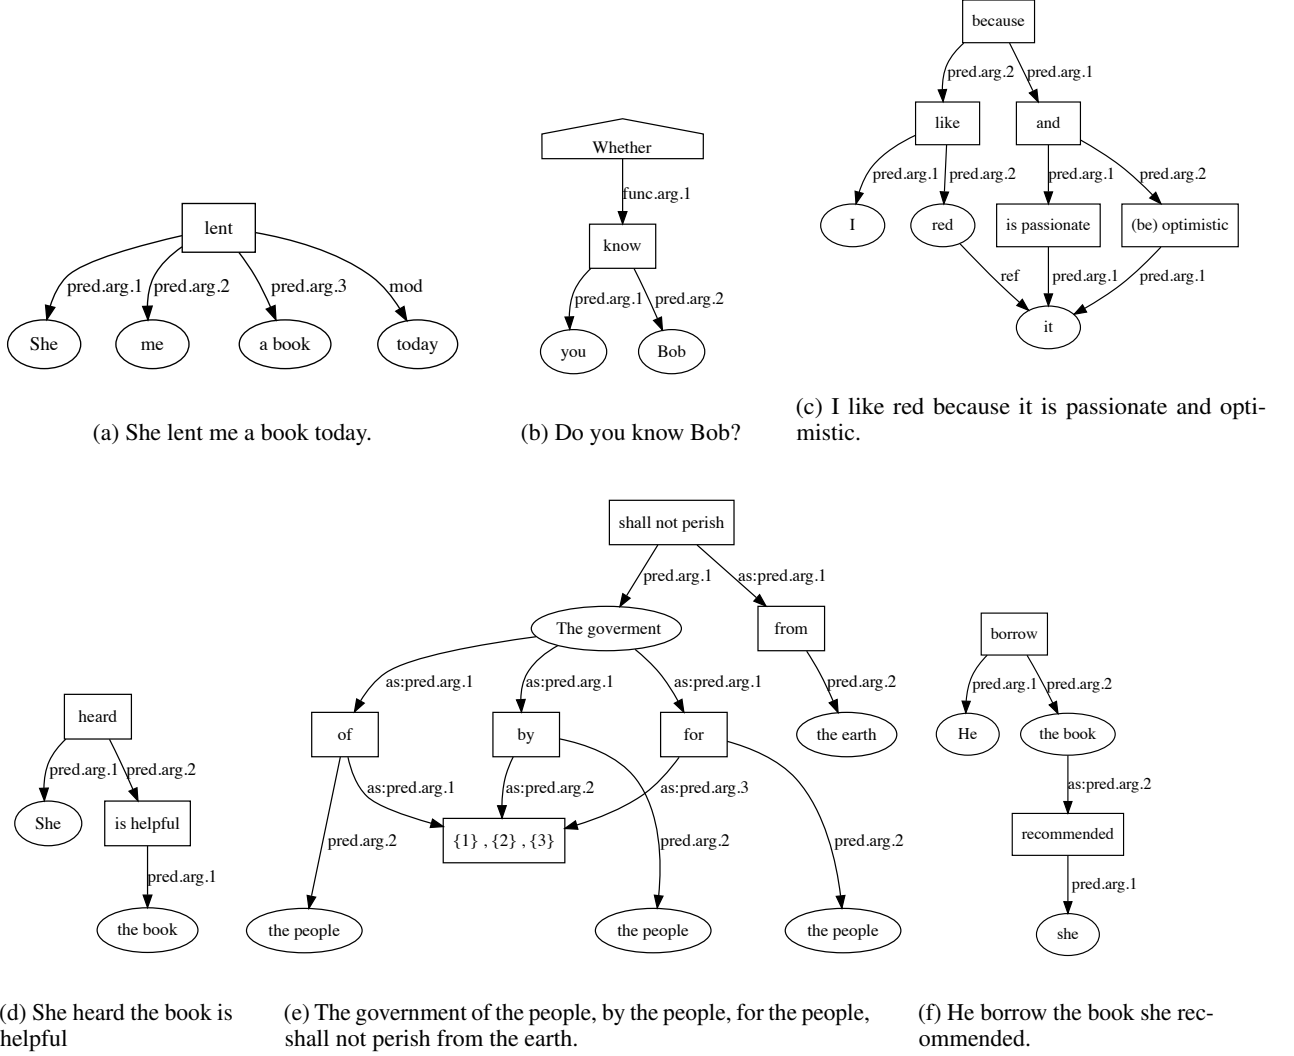 lent
pred.arg.1 pred.arg.2 pred.arg.3 mod
She me a book today
(a) She lent me a book today.
Whether
func.arg.1
know
pred.arg.1 pred.arg.2
you Bob
(b) Do you know Bob?
because
pred.arg.2 pred.arg.1
like and
pred.arg.1 pred.arg.2 pred.arg.1 pred.arg.2
I red is passionate (be) optimistic
ref pred.arg.1 pred.arg.1
it
(c) I like red because it is passionate and opti-
mistic.
heard
pred.arg.1 pred.arg.2
She is helpful
pred.arg.1
the book
(d) She heard the book is
helpful
shall not perish
pred.arg.1 as:pred.arg.1
The goverment from
as:pred.arg.1 as:pred.arg.1 as:pred.arg.1 pred.arg.2
of by for the earth
as:pred.arg.1 as:pred.arg.2 as:pred.arg.3
{1} , {2} , {3}
pred.arg.2 pred.arg.2 pred.arg.2
the people the people the people
(e) The government of the people, by the people, for the people,
shall not perish from the earth.
borrow
pred.arg.1 pred.arg.2
He the book
as:pred.arg.2
recommended
pred.arg.1
she
(f) He borrow the book she rec-
ommended.